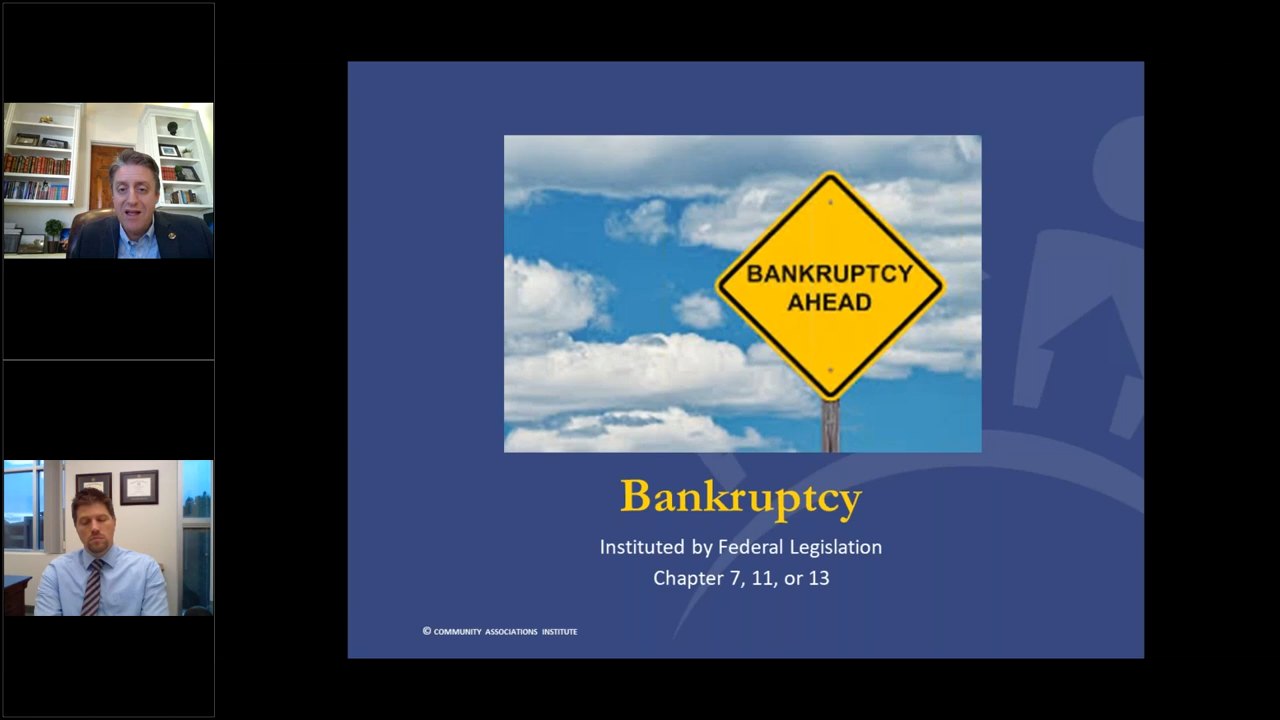 BANKRUPTCY
AHEAD
Bankruptcy
Instituted by Federal Legislation
Chapter 7, 11, or 13
© COMMUNITY ASSOCIATIONS INSTITUTE